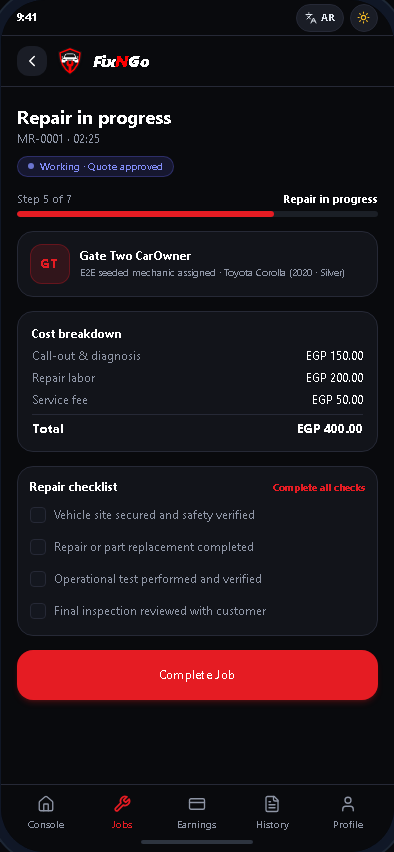 9:41
AR
FixNGo
Repair in progress
MR-0001 · 02:25
Working · Quote approved
Step 5 of 7
Repair in progress
GT
Gate Two CarOwner
E2E seeded mechanic assigned · Toyota Corolla (2020 · Silver)
Cost breakdown
Call-out & diagnosis EGP 150.00
Repair labor EGP 200.00
Service fee EGP 50.00
Total EGP 400.00
Repair checklist Complete all checks
Vehicle site secured and safety verified
Repair or part replacement completed
Operational test performed and verified
Final inspection reviewed with customer
Complete Job
Console Jobs Earnings History Profile